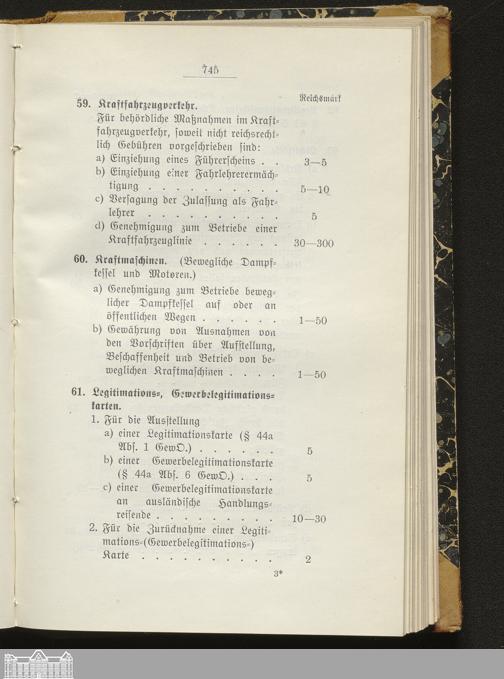 745
Reichsmark
59. Kraftfahrzeugverkehr.
Für behördliche Maßnahmen im Kraft-
fahrzeugverkehr, soweit nicht reichsrecht-
lich Gebühren vorgeschrieben sind:
a) Einziehung eines Führerscheins . . 3—5
b) Einziehung einer Fahrlehrerermäch-
tigung . . . . . . . . . . 5—10
c) Versagung der Zulassung als Fahr-
lehrer . . . . . . . . . . 5
d) Genehmigung zum Betriebe einer
Kraftfahrzeuglinie . . . . . . 30—300
60. Kraftmaschinen. (Bewegliche Dampf-
kessel und Motoren.)
a) Genehmigung zum Betriebe beweg-
licher Dampfkessel auf oder an
öffentlichen Wegen . . . . . . 1—50
b) Gewährung von Ausnahmen von
den Vorschriften über Aufstellung,
Beschaffenheit und Betrieb von be-
weglichen Kraftmaschinen . . . . 1—50
61. Legitimations-, Gewerbelegitimations-
karten.
1. Für die Ausstellung
a) einer Legitimationskarte (§ 44a
Abs. 1 GewO.) . . . . . . 5
b) einer Gewerbelegitimationskarte
(§ 44a Abs. 6 GewO.) . . . 5
c) einer Gewerbelegitimationskarte
an ausländische Handlungs-
reisende . . . . . . . . . 10—30
2. Für die Zurücknahme einer Legiti-
mations-(Gewerbelegitimations-)
Karte . . . . . . . . . . 2
3*